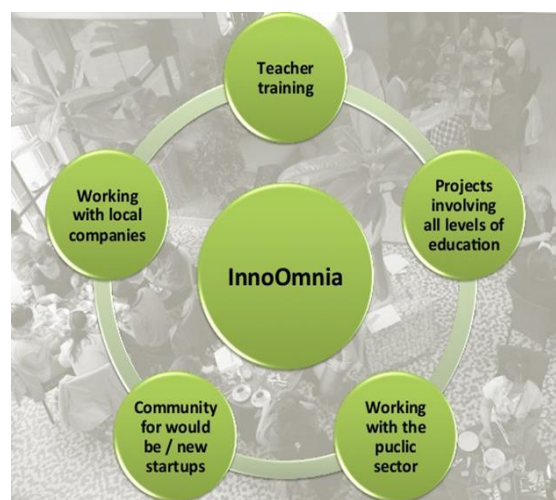 Teacher
training
Projects
involving
all levels of
education
Working
with the
puclic
sector
Community
for would
be / new
startups
Working
with local
companies
InnoOmnia